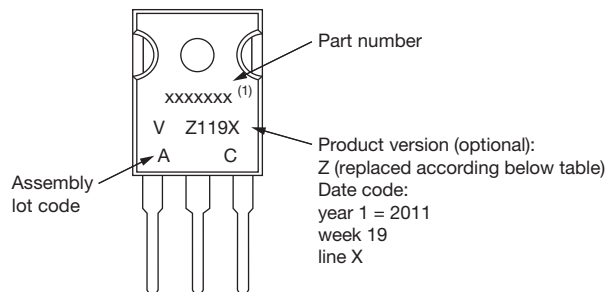 Part number
xxxxxxx (1)
V Z119X
A C
Assembly
lot code
Product version (optional):
Z (replaced according below table)
Date code:
year 1 = 2011
week 19
line X